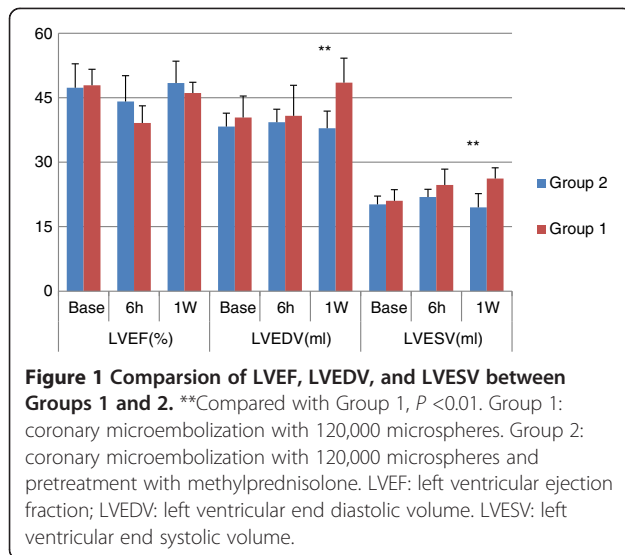 60
45
30
15
0
**
**
Base 6h 1W Base 6h 1W Base 6h 1W
LVEF(%) LVEDV(ml) LVESV(ml)
Group 2
Group 1
Figure 1 Comparsion of LVEF, LVEDV, and LVESV between
Groups 1 and 2. **Compared with Group 1, P <0.01. Group 1:
coronary microembolization with 120,000 microspheres. Group 2:
coronary microembolization with 120,000 microspheres and
pretreatment with methylprednisolone. LVEF: left ventricular ejection
fraction; LVEDV: left ventricular end diastolic volume. LVESV: left
ventricular end systolic volume.